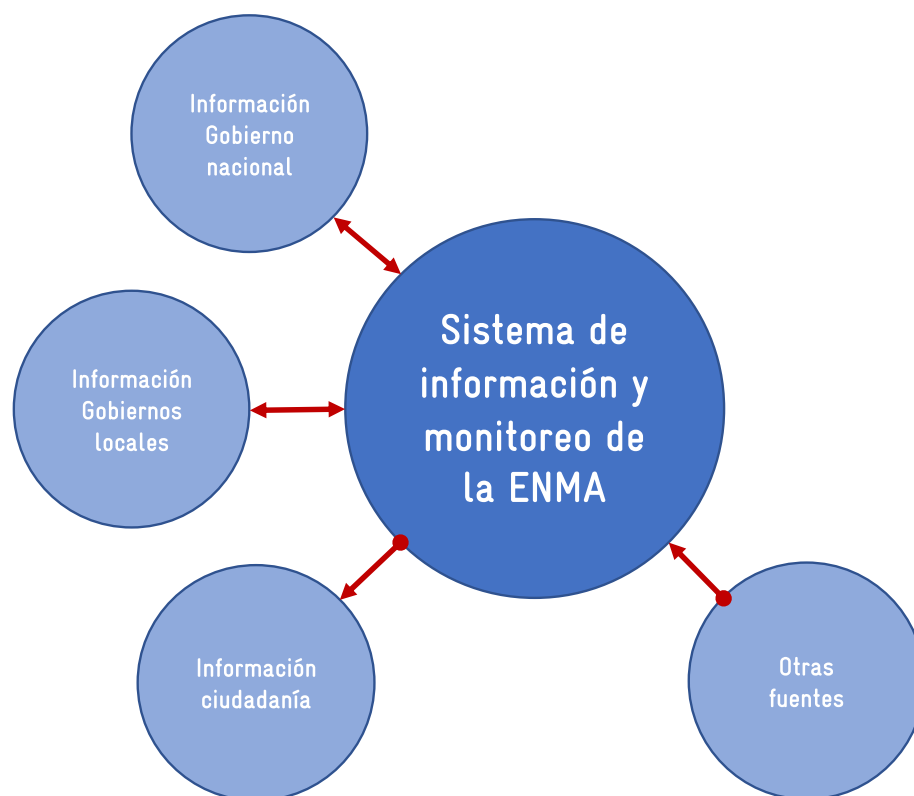 Información
Gobierno
nacional
Sistema de
información y
monitoreo de
la ENMA
Información
Gobiernos
locales
Información
ciudadanía
Otras
fuentes